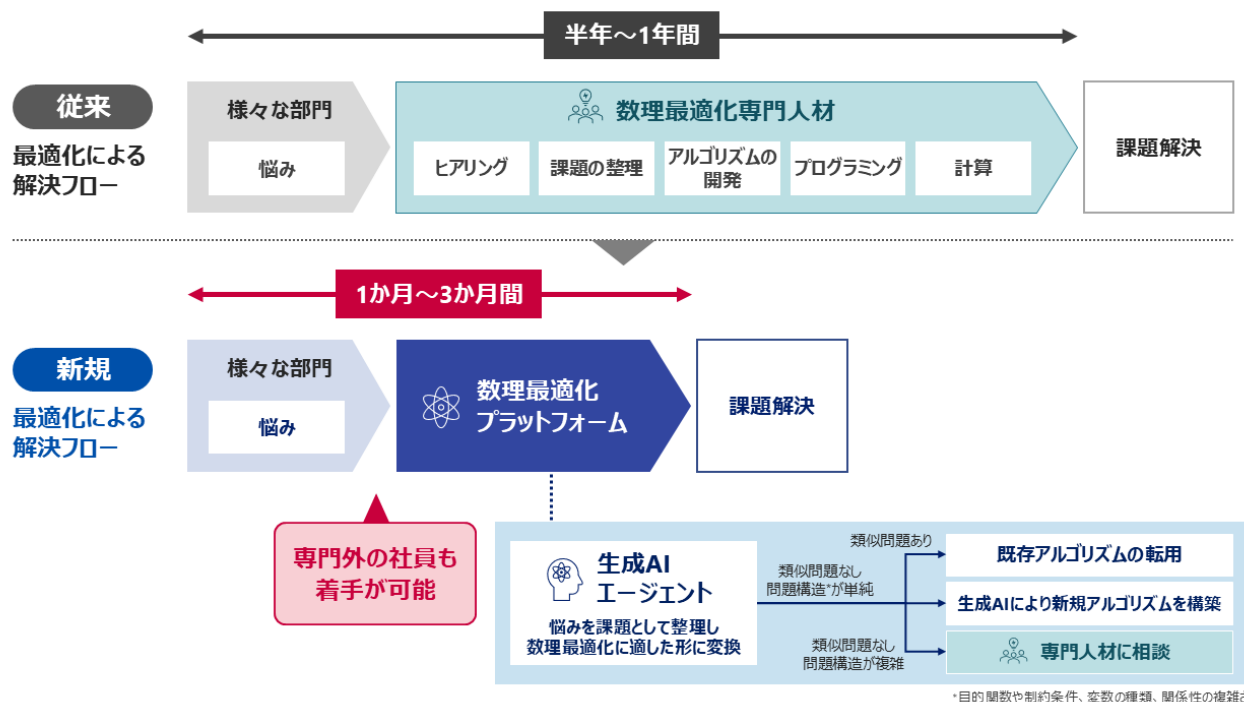 半年～1年間
従来
最適化による
解決フロー
様々な部門
悩み
数理最適化専門人材
ヒアリング
課題の整理
アルゴリズムの
開発
プログラミング
計算
課題解決
1か月～3か月間
新規
最適化による
解決フロー
様々な部門
悩み
数理最適化
プラットフォーム
課題解決
専門外の社員も
着手が可能
生成AI
エージェント
悩みを課題として整理し
数理最適化に適した形に変換
類似問題あり
既存アルゴリズムの転用
類似問題なし
問題構造*が単純
生成AIにより新規アルゴリズムを構築
類似問題なし
問題構造が複雑
専門人材に相談
*目的関数や制約条件、変数の種類、関係性の複雑